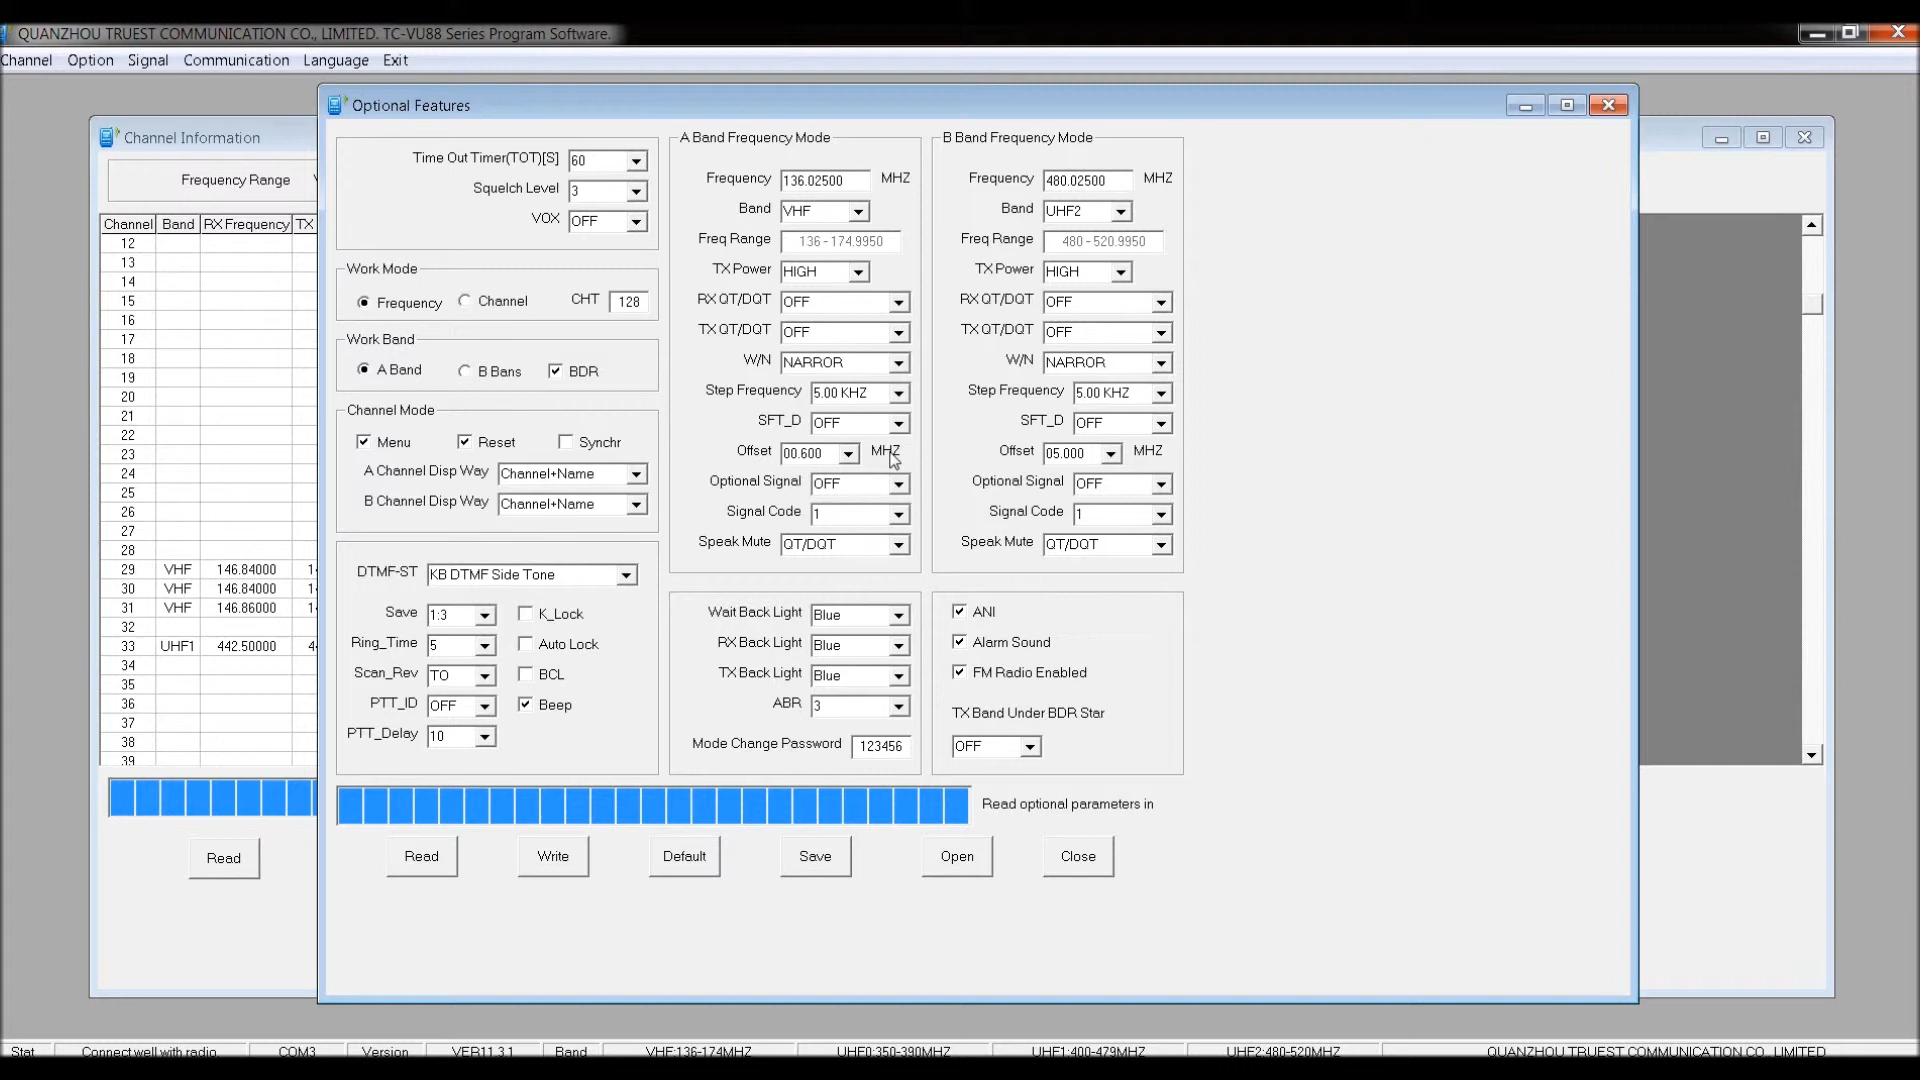 QUANZHOU TRUEST COMMUNICATION CO., LIMITED. TC-VU88 Series Program Software.
Channel Option Signal Communication Language Exit
Optional Features
Channel Information
Frequency Range
Channel Band RX Frequency TX
12
13
14
15
16
17
18
19
20
21
22
23
24
25
26
27
28
29 VHF 146.84000
30 VHF 146.84000
31 VHF 146.86000
32
33 UHF1 442.50000
34
35
36
37
38
39
Read
Time Out Timer(TOT)[S] 60
Squelch Level 3
VOX OFF
Work Mode
Frequency Channel CHT 128
Work Band
A Band B Bans BDR
Channel Mode
Menu Reset Synchr
A Channel Disp Way Channel+Name
B Channel Disp Way Channel+Name
DTMF-ST KB DTMF Side Tone
Save 1:3 K_Lock
Ring_Time 5 Auto Lock
Scan_Rev TO BCL
PTT_ID OFF Beep
PTT_Delay 10
A Band Frequency Mode
Frequency 136.02500 MHZ
Band VHF
Freq Range 136 - 174.9950
TX Power HIGH
RX QT/DQT OFF
TX QT/DQT OFF
W/N NARROR
Step Frequency 5.00 KHZ
SFT_D OFF
Offset 00.600 MHZ
Optional Signal OFF
Signal Code 1
Speak Mute QT/DQT
B Band Frequency Mode
Frequency 480.02500 MHZ
Band UHF2
Freq Range 480 - 520.9950
TX Power HIGH
RX QT/DQT OFF
TX QT/DQT OFF
W/N NARROR
Step Frequency 5.00 KHZ
SFT_D OFF
Offset 05.000 MHZ
Optional Signal OFF
Signal Code 1
Speak Mute QT/DQT
Wait Back Light Blue
RX Back Light Blue
TX Back Light Blue
ABR 3
Mode Change Password 123456
ANI
Alarm Sound
FM Radio Enabled
TX Band Under BDR Star
OFF
Read optional parameters in
Read Write Default Save Open Close
Stat Connect well with radio COM3 Version VER11.3.1 Band VHF:136-174MHZ UHF0:350-390MHZ UHF1:400-479MHZ UHF2:480-520MHZ QUANZHOU TRUEST COMMUNICATION CO., LIMITED